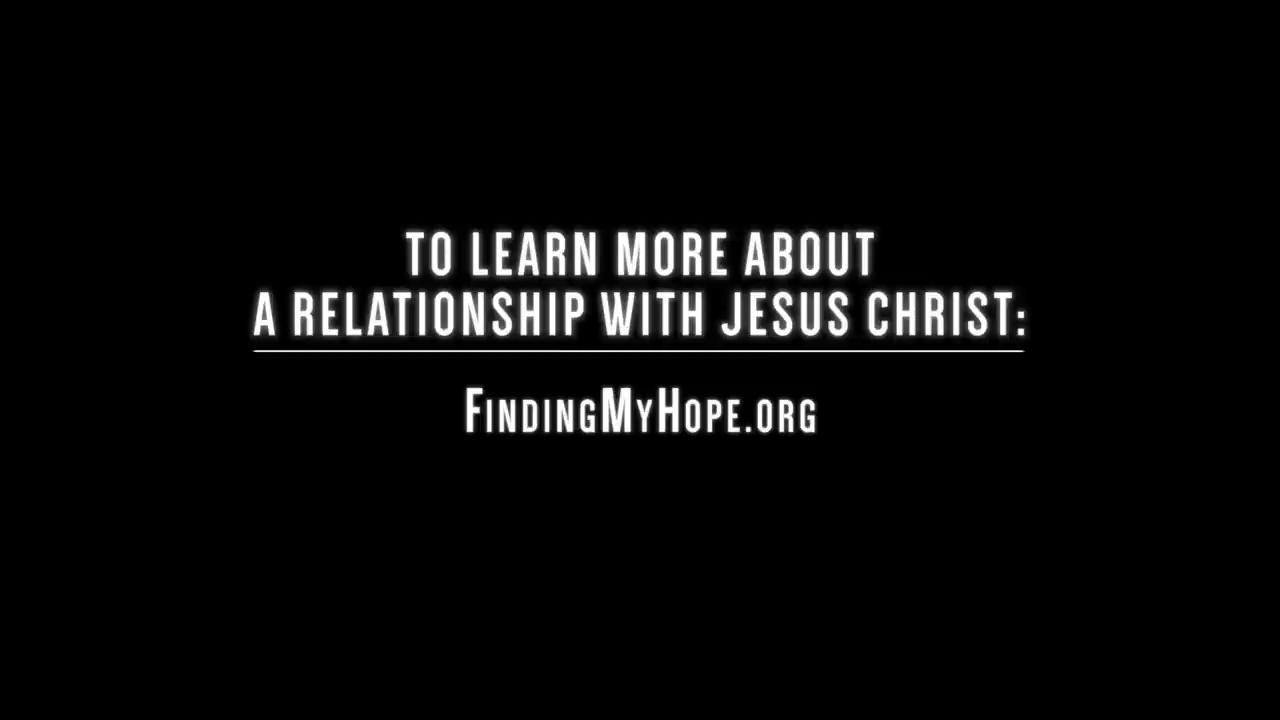 TO LEARN MORE ABOUT
A RELATIONSHIP WITH JESUS CHRIST:
FINDINGMYHOPE.ORG